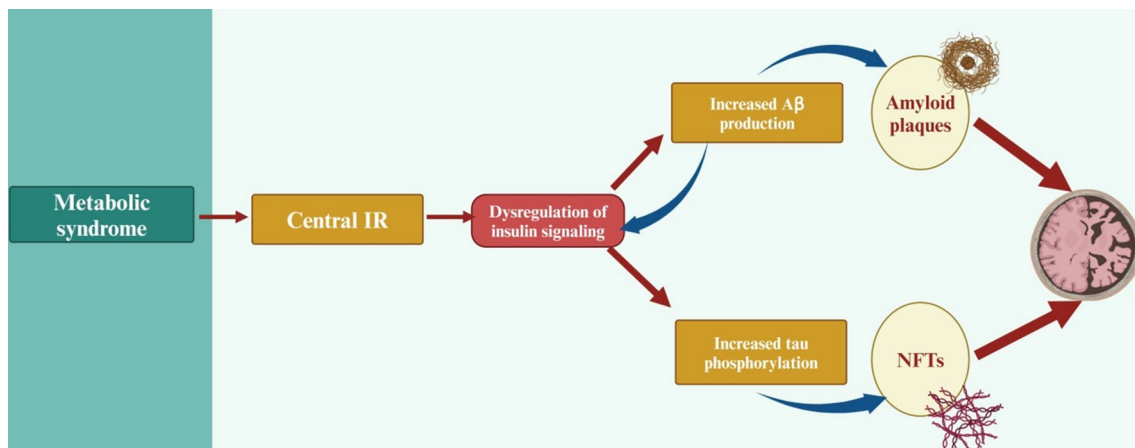 Metabolic
syndrome
Central IR
Dysregulation of
insulin signaling
Increased Aβ
production
Amyloid
plaques
Increased tau
phosphorylation
NFTs